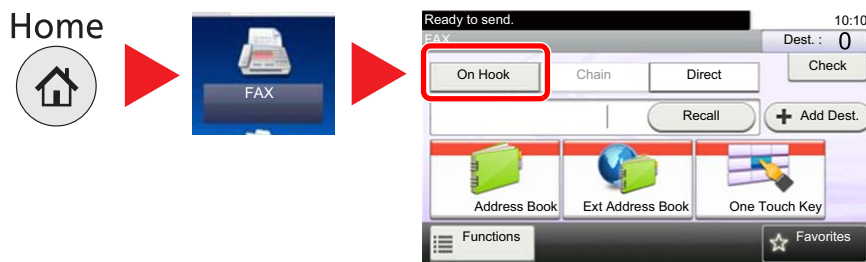 Home
FAX
Ready to send.
10:10
FAX
Dest. : 0
On Hook
Chain
Direct
Check
Recall
Add Dest.
Address Book
Ext Address Book
One Touch Key
Functions
Favorites